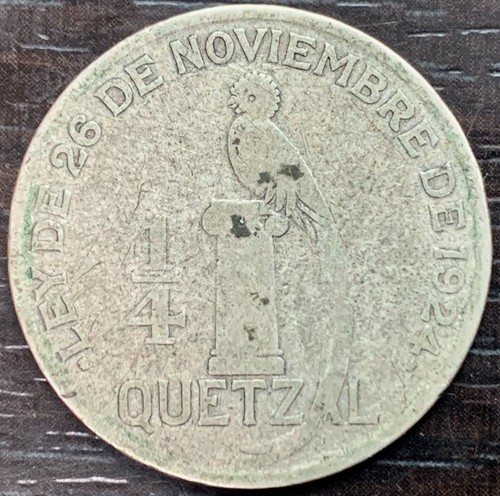 ·LEY DE 26 DE NOVIEMBRE DE 1924·
1
4
QUETZAL